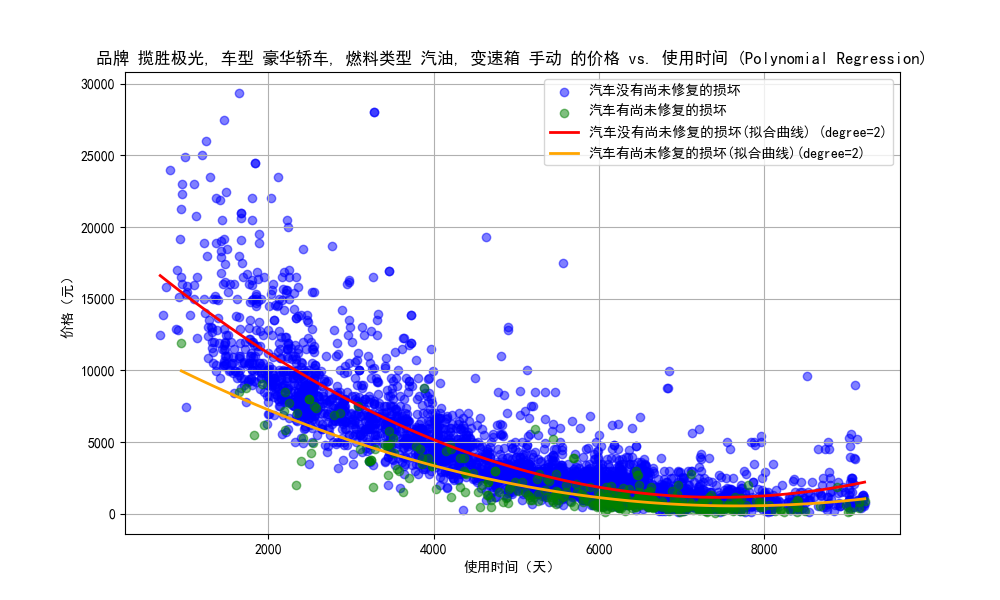 品牌 揽胜极光, 车型 豪华轿车, 燃料类型 汽油, 变速箱 手动 的价格 vs. 使用时间 (Polynomial Regression)
汽车没有尚未修复的损坏
汽车有尚未修复的损坏
汽车没有尚未修复的损坏(拟合曲线) (degree=2)
汽车有尚未修复的损坏(拟合曲线)(degree=2)
价格（元）
30000
25000
20000
15000
10000
5000
0
2000 4000 6000 8000
使用时间（天）